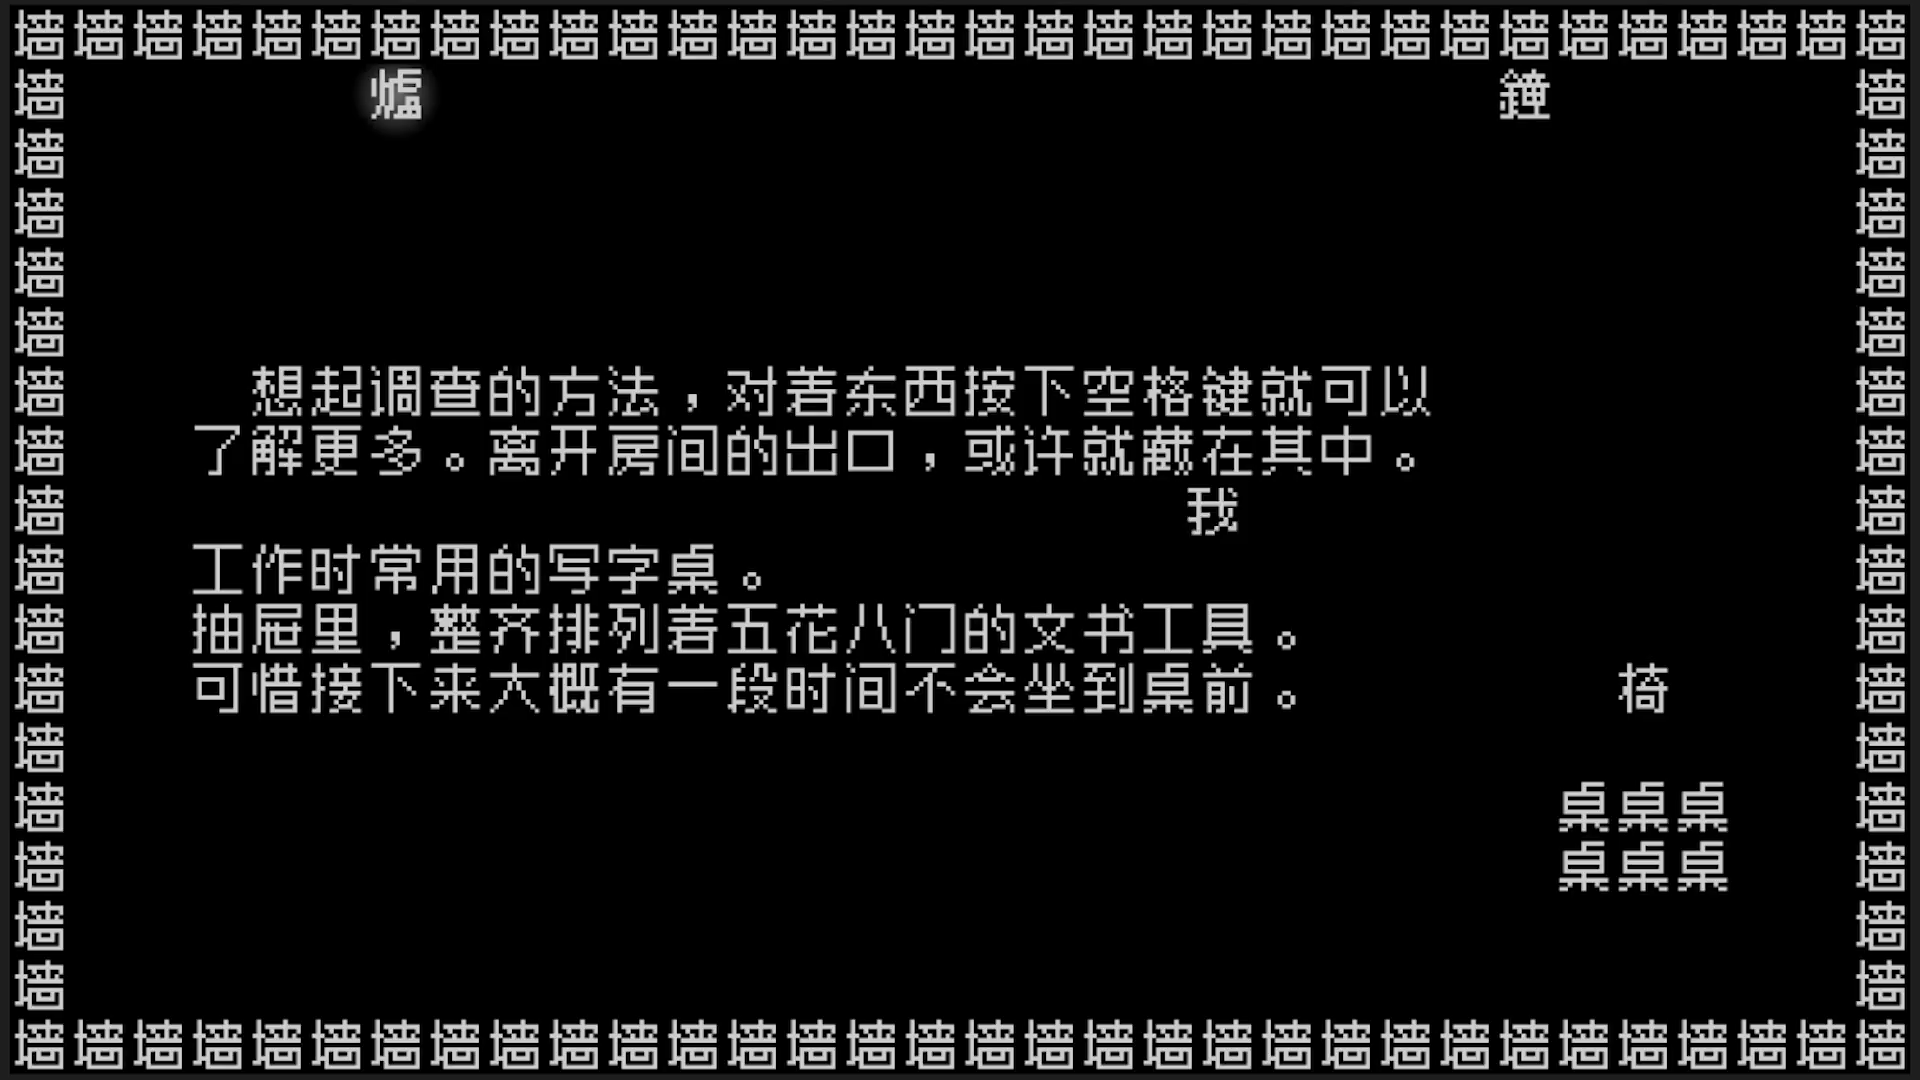 墙墙墙墙墙墙墙墙墙墙墙墙墙墙墙墙墙墙墙墙墙墙墙墙墙墙墙墙墙墙墙墙
墙 爐 鐘 墙
墙 墙
墙 墙
墙 墙
墙 墙
墙 想起调查的方法，对着东西按下空格键就可以 墙
墙 了解更多。离开房间的出口，或许就藏在其中。 墙
墙 我 墙
墙 工作时常用的写字桌。 墙
墙 抽屉里，整齐排列着五花八门的文书工具。 墙
墙 可惜接下来大概有一段时间不会坐到桌前。 椅 墙
墙 墙
墙 桌桌桌 墙
墙 桌桌桌 墙
墙 墙
墙 墙
墙墙墙墙墙墙墙墙墙墙墙墙墙墙墙墙墙墙墙墙墙墙墙墙墙墙墙墙墙墙墙墙